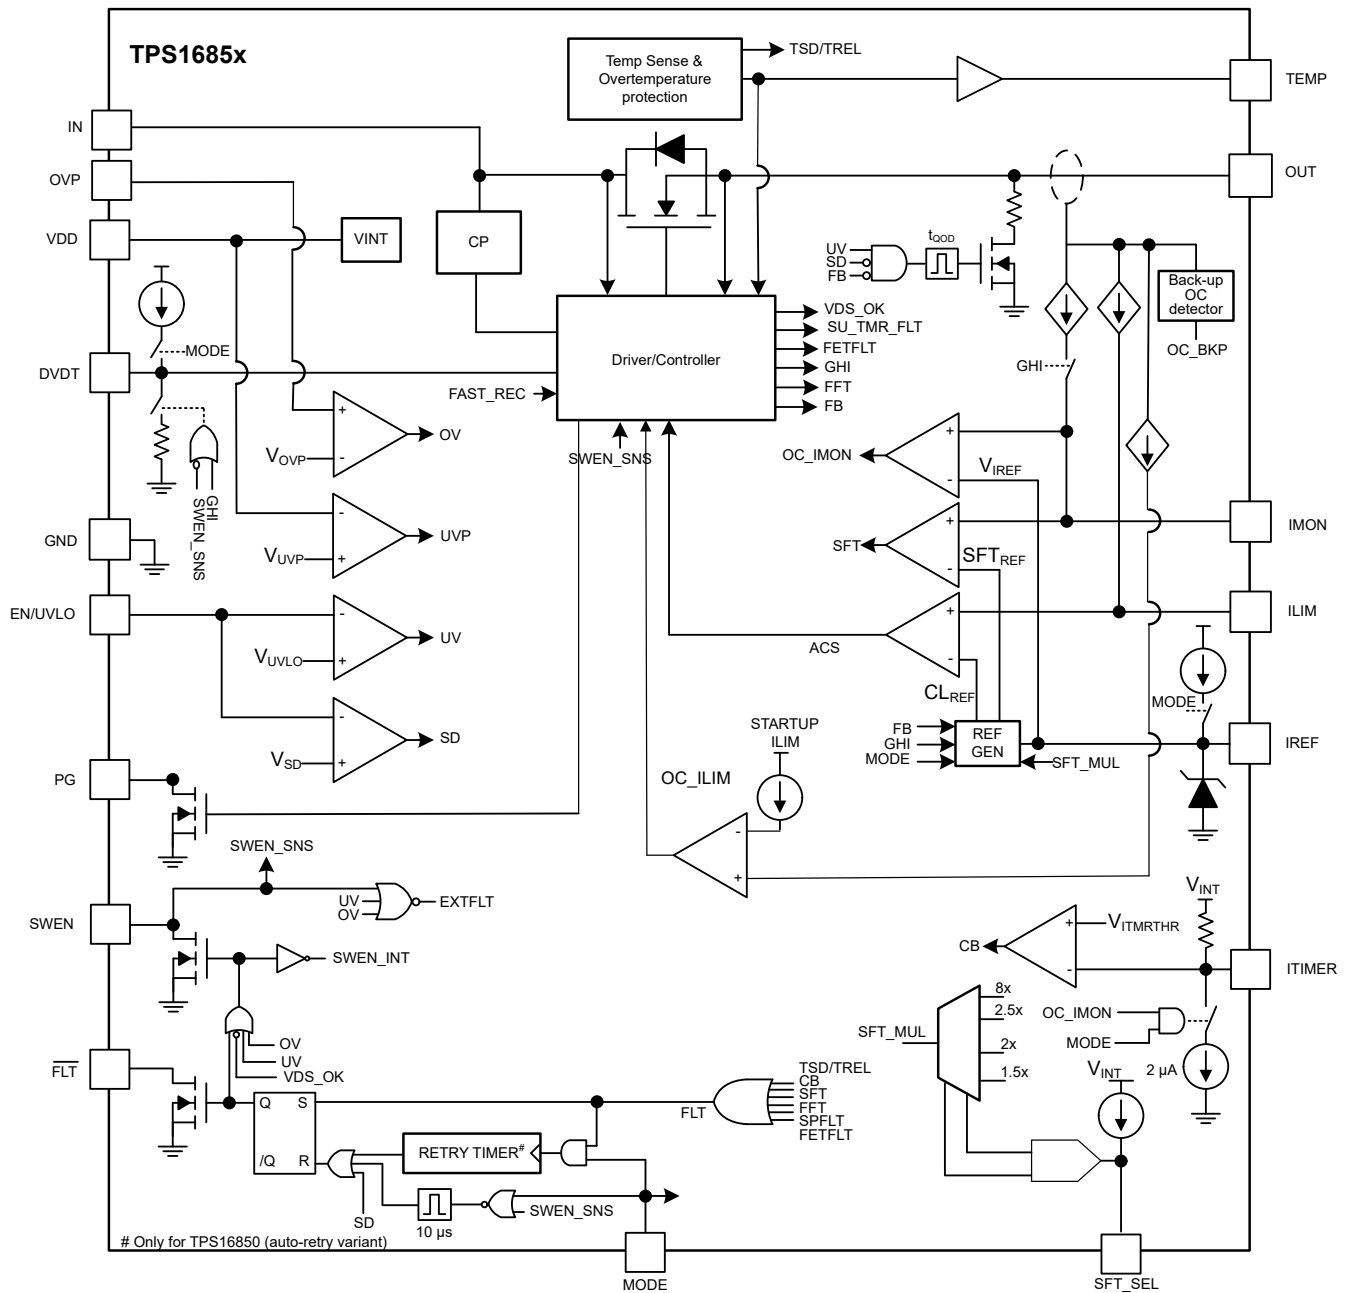 TPS1685x
Temp Sense &
Overtemperature
protection
TSD/TREL
TEMP
IN
OVP
OUT
VDD
VINT
CP
UV
SD
FB
tQOD
Back-up
OC
detector
OC_BKP
MODE
DVDT
Driver/Controller
VDS_OK
SU_TMR_FLT
FETFLT
GHI
FFT
FB
FAST_REC
SWEN_SNS
GHI
GHI
SWEN_SNS
+
VOVP
-
OV
OC_IMON
+
VIREF
-
GND
-
VUVP
+
UVP
SFT
+
SFTREF
-
IMON
EN/UVLO
-
VUVLO
+
UV
ACS
+
-
CLREF
ILIM
MODE
-
VSD
+
SD
STARTUP
ILIM
OC_ILIM
FB
GHI
MODE
REF
GEN
SFT_MUL
IREF
PG
-
+
SWEN_SNS
UV
OV
EXTFLT
SWEN
SWEN_INT
VINT
+
VITMRTHR
CB
-
ITIMER
OV
UV
VDS_OK
8x
2.5x
SFT_MUL
2x
1.5x
OC_IMON
MODE
2 µA
VINT
FLT
Q
S
/Q
R
RETRY TIMER#
FLT
TSD/TREL
CB
SFT
FFT
SPFLT
FETFLT
SD
10 µs
SWEN_SNS
# Only for TPS16850 (auto-retry variant)
MODE
SFT_SEL